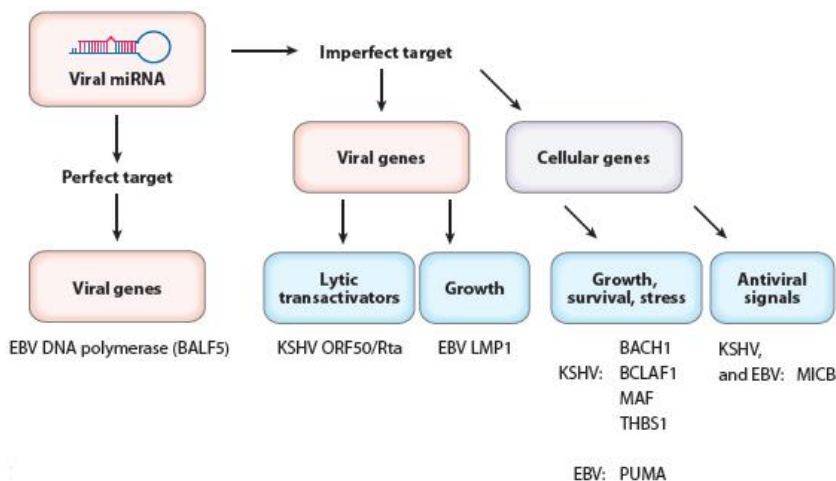 Viral miRNA
Imperfect target
Perfect target
Viral genes
Cellular genes
Viral genes
Lytic
transactivators
Growth
Growth,
survival, stress
Antiviral
signals
EBV DNA polymerase (BALF5)
KSHV ORF50/Rta
EBV LMP1
BACH1
KSHV: BCLAF1
MAF
THBS1
EBV: PUMA
KSHV,
and EBV: MICB